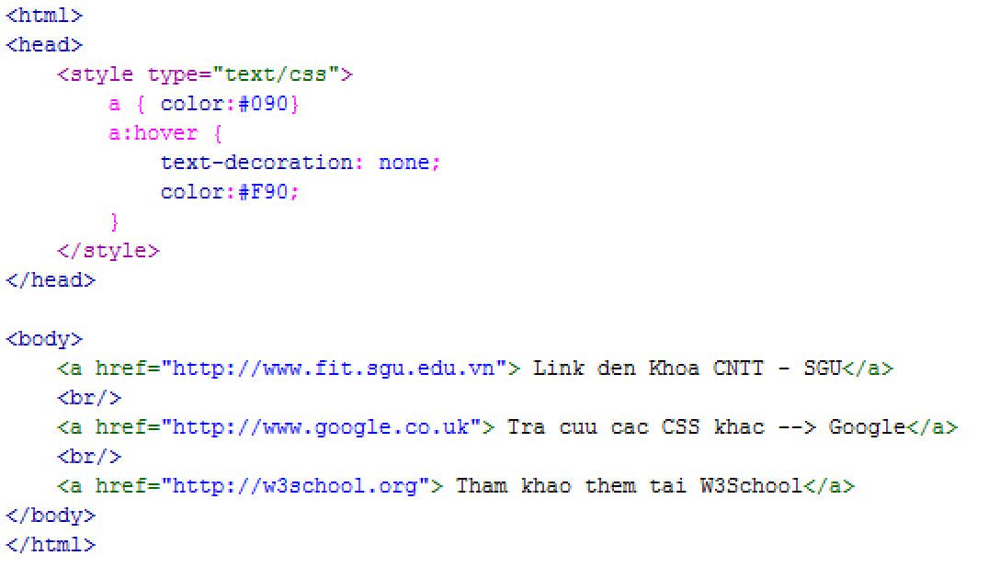 <html>
<head>
    <style type="text/css">
        a { color:#090}
        a:hover {
            text-decoration: none;
            color:#F90;
        }
    </style>
</head>

<body>
    <a href="http://www.fit.sgu.edu.vn"> Link den Khoa CNTT - SGU</a>
    <br/>
    <a href="http://www.google.co.uk"> Tra cuu cac CSS khac --> Google</a>
    <br/>
    <a href="http://w3school.org"> Tham khao them tai W3School</a>
</body>
</html>